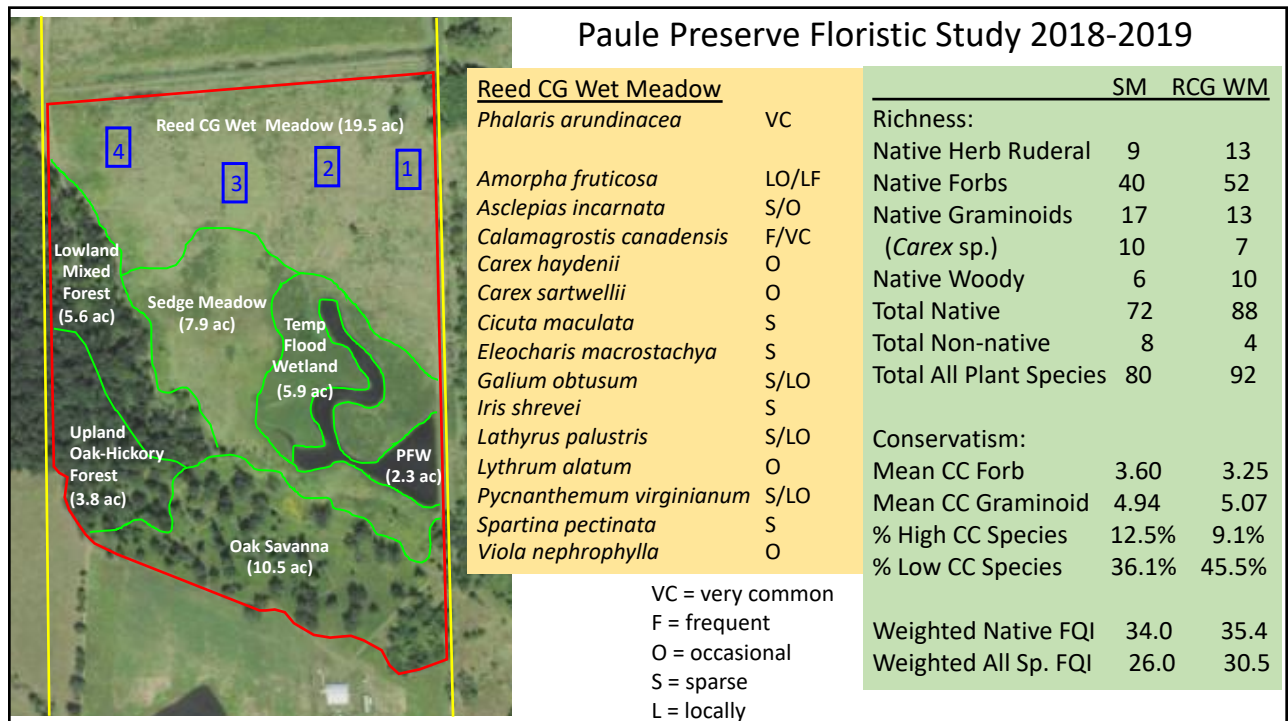 Paule Preserve Floristic Study 2018-2019
Reed CG Wet Meadow (19.5 ac)
4
3
2
1
Lowland
Mixed
Forest
(5.6 ac)
Sedge Meadow
(7.9 ac)
Temp
Flood
Wetland
(5.9 ac)
Upland
Oak-Hickory
Forest
(3.8 ac)
PFW
(2.3 ac)
Oak Savanna
(10.5 ac)
Reed CG Wet Meadow
Phalaris arundinacea VC
Amorpha fruticosa LO/LF
Asclepias incarnata S/O
Calamagrostis canadensis F/VC
Carex haydenii O
Carex sartwellii O
Cicuta maculata S
Eleocharis macrostachya S
Galium obtusum S/LO
Iris shrevei S
Lathyrus palustris S/LO
Lythrum alatum O
Pycnanthemum virginianum S/LO
Spartina pectinata S
Viola nephrophylla O
VC = very common
F = frequent
O = occasional
S = sparse
L = locally
SM RCG WM
Richness:
Native Herb Ruderal 9 13
Native Forbs 40 52
Native Graminoids 17 13
(Carex sp.) 10 7
Native Woody 6 10
Total Native 72 88
Total Non-native 8 4
Total All Plant Species 80 92
Conservatism:
Mean CC Forb 3.60 3.25
Mean CC Graminoid 4.94 5.07
% High CC Species 12.5% 9.1%
% Low CC Species 36.1% 45.5%
Weighted Native FQI 34.0 35.4
Weighted All Sp. FQI 26.0 30.5